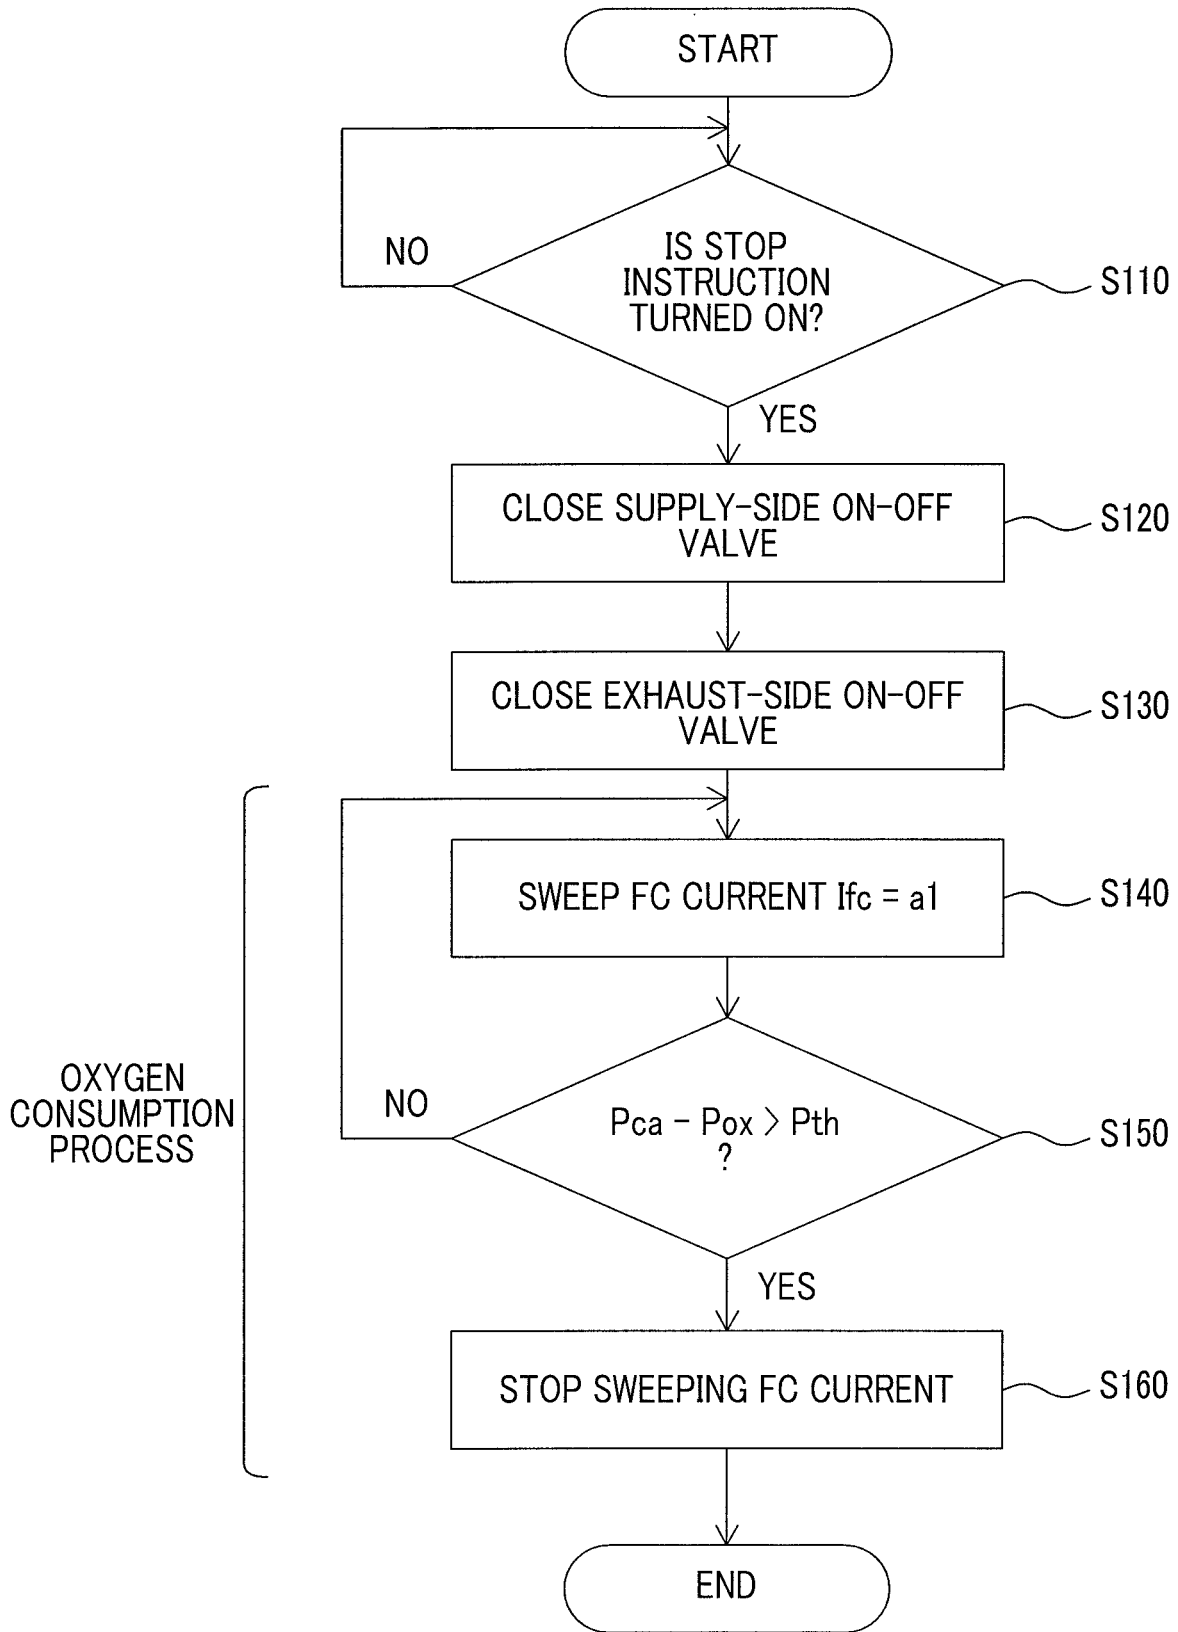 START
IS STOP
INSTRUCTION
TURNED ON?
NO
S110
YES
CLOSE SUPPLY-SIDE ON-OFF
VALVE
S120
CLOSE EXHAUST-SIDE ON-OFF
VALVE
S130
OXYGEN
CONSUMPTION
PROCESS
SWEEP FC CURRENT Ifc = a1
S140
NO
Pca - Pox > Pth
?
S150
YES
STOP SWEEPING FC CURRENT
S160
END